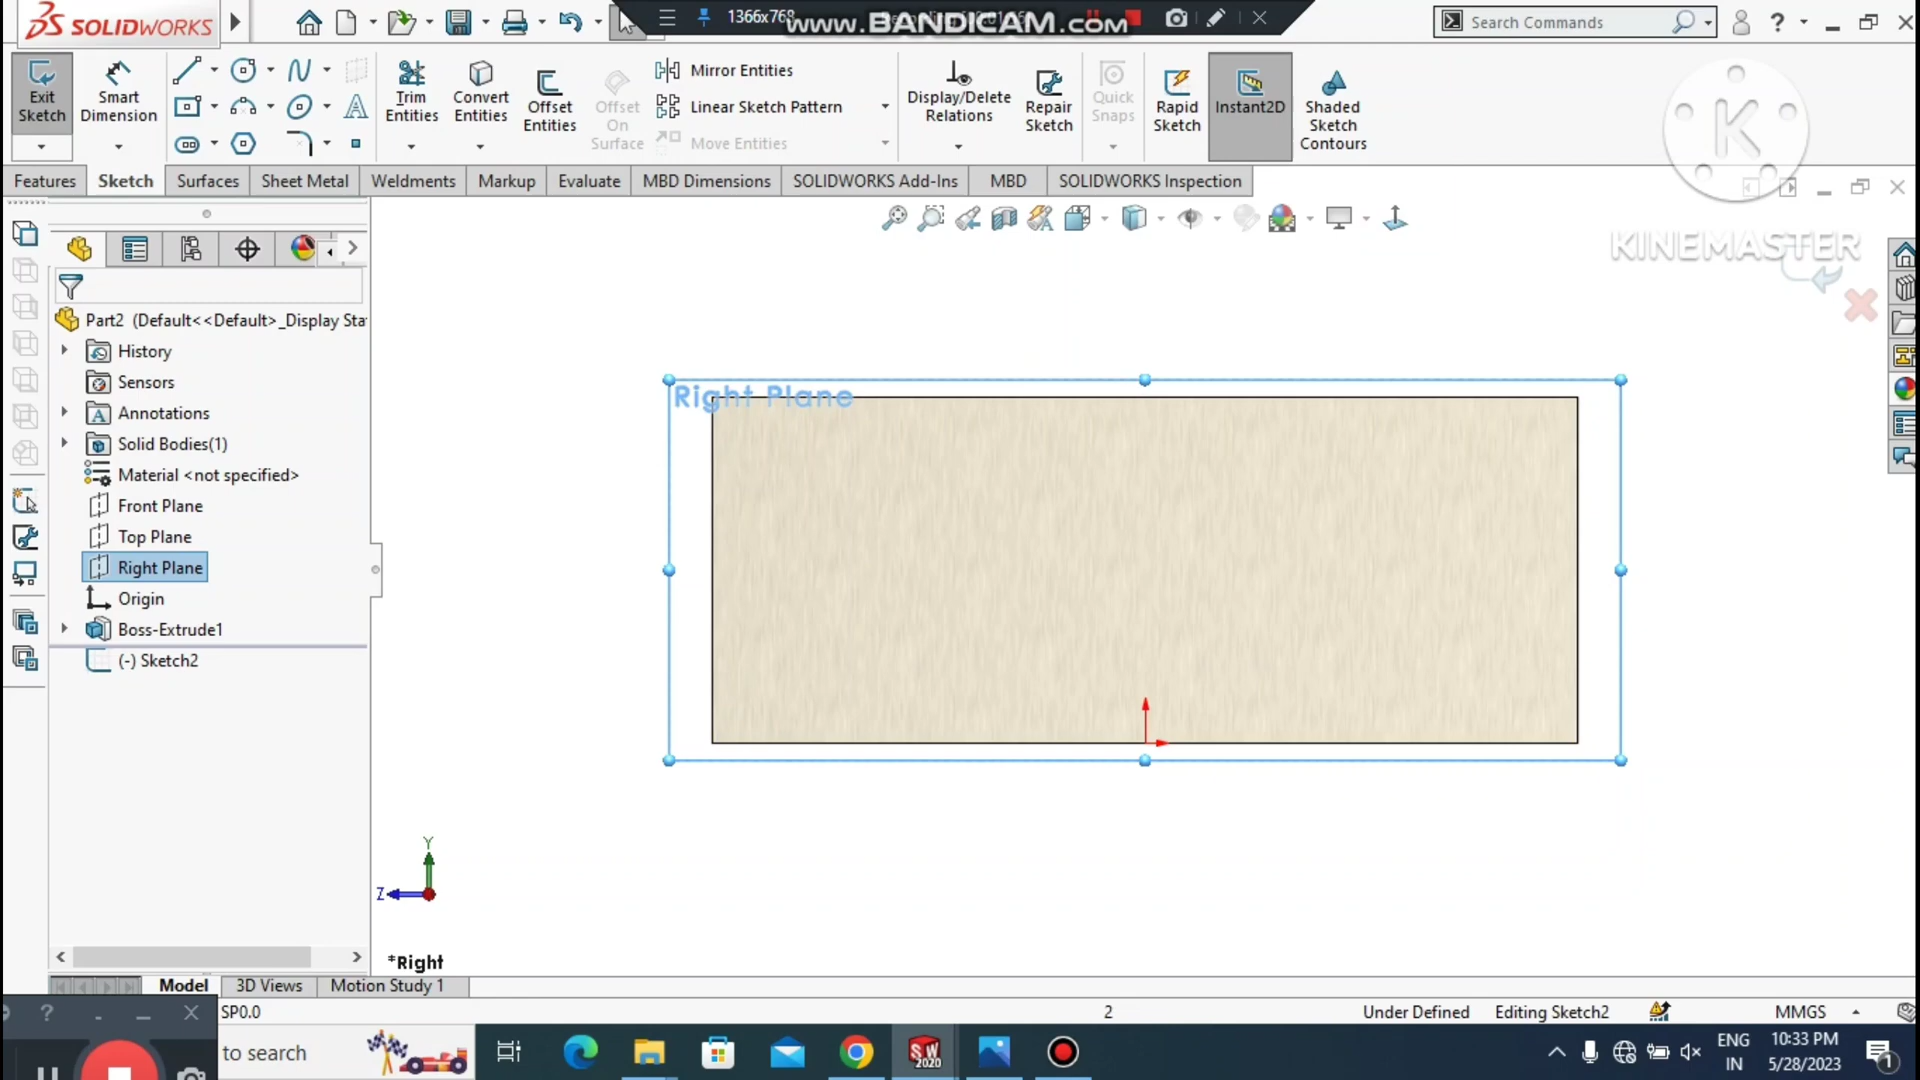 SOLIDWORKS
1366x768
www.BANDICAM.com
Search Commands
Exit Sketch
Smart Dimension
Trim Entities
Convert Entities
Offset Entities
Offset On Surface
Mirror Entities
Linear Sketch Pattern
Move Entities
Display/Delete Relations
Repair Sketch
Quick Snaps
Rapid Sketch
Instant2D
Shaded Sketch Contours
K
KINEMASTER
Features
Sketch
Surfaces
Sheet Metal
Weldments
Markup
Evaluate
MBD Dimensions
SOLIDWORKS Add-Ins
MBD
SOLIDWORKS Inspection
Part2 (Default<<Default>_Display Sta
History
Sensors
Annotations
Solid Bodies(1)
Material <not specified>
Front Plane
Top Plane
Right Plane
Origin
Boss-Extrude1
(-) Sketch2
Right Plane
Y
Z
*Right
Model
3D Views
Motion Study 1
SP0.0
2
Under Defined
Editing Sketch2
MMGS
to search
SW 2020
ENG
IN
10:33 PM
5/28/2023
1